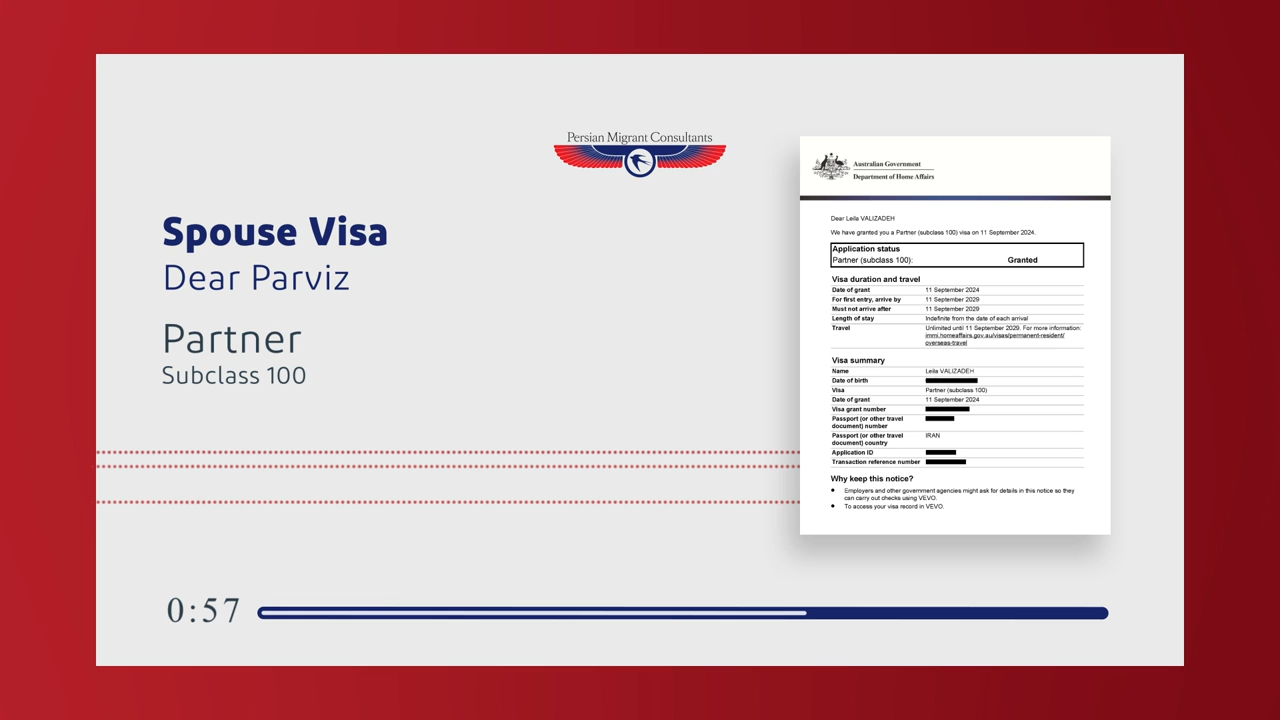 Persian Migrant Consultants
Spouse Visa
Dear Parviz
Partner
Subclass 100
0:57
Australian Government
Department of Home Affairs
Dear Leila VALIZADEH
We have granted you a Partner (subclass 100) visa on 11 September 2024.
Application status
Partner (subclass 100): Granted
Visa duration and travel
Date of grant 11 September 2024
For first entry, arrive by 11 September 2029
Must not arrive after 11 September 2029
Length of stay Indefinite from the date of each arrival
Travel Unlimited until 11 September 2029. For more information:
immi.homeaffairs.gov.au/visas/permanent-resident/
overseas-travel
Visa summary
Name Leila VALIZADEH
Date of birth
Visa Partner (subclass 100)
Date of grant 11 September 2024
Visa grant number
Passport (or other travel
document) number
Passport (or other travel IRAN
document) country
Application ID
Transaction reference number
Why keep this notice?
• Employers and other government agencies might ask for details in this notice so they
can carry out checks using VEVO.
• To access your visa record in VEVO.